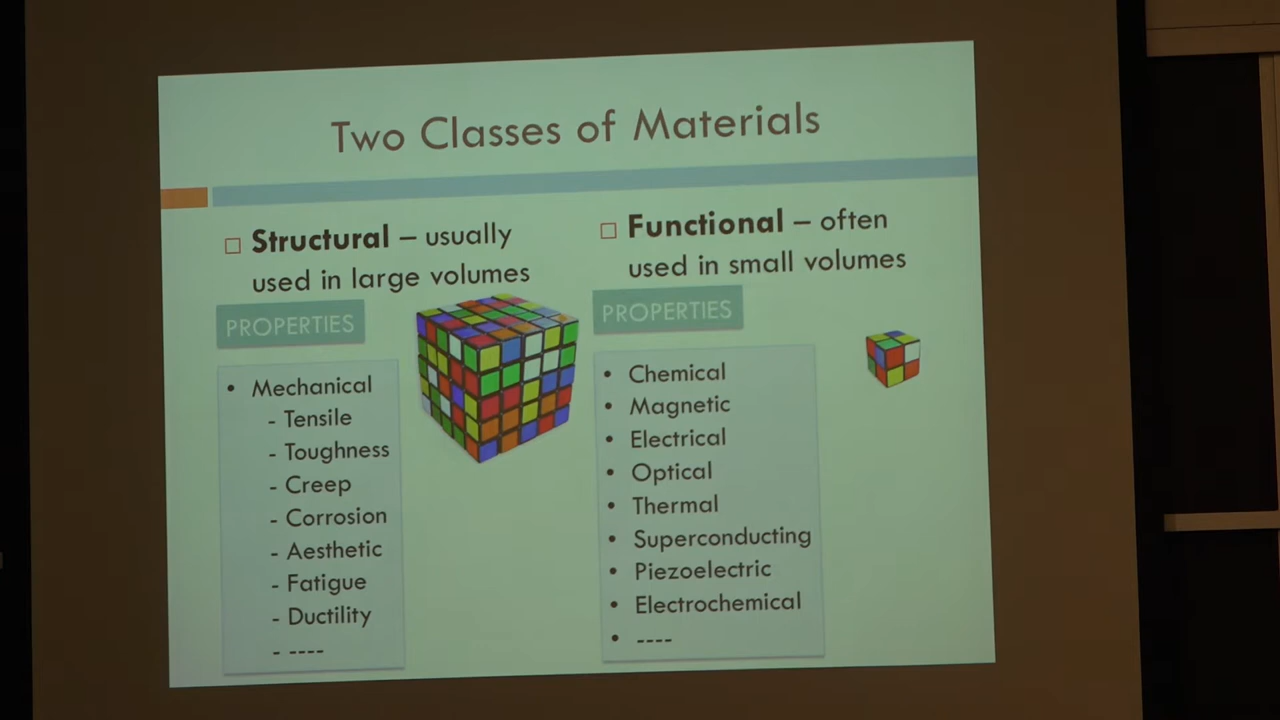 Two Classes of Materials
Structural – usually
used in large volumes
PROPERTIES
• Mechanical
- Tensile
- Toughness
- Creep
- Corrosion
- Aesthetic
- Fatigue
- Ductility
- ----
Functional – often
used in small volumes
PROPERTIES
• Chemical
• Magnetic
• Electrical
• Optical
• Thermal
• Superconducting
• Piezoelectric
• Electrochemical
• ----